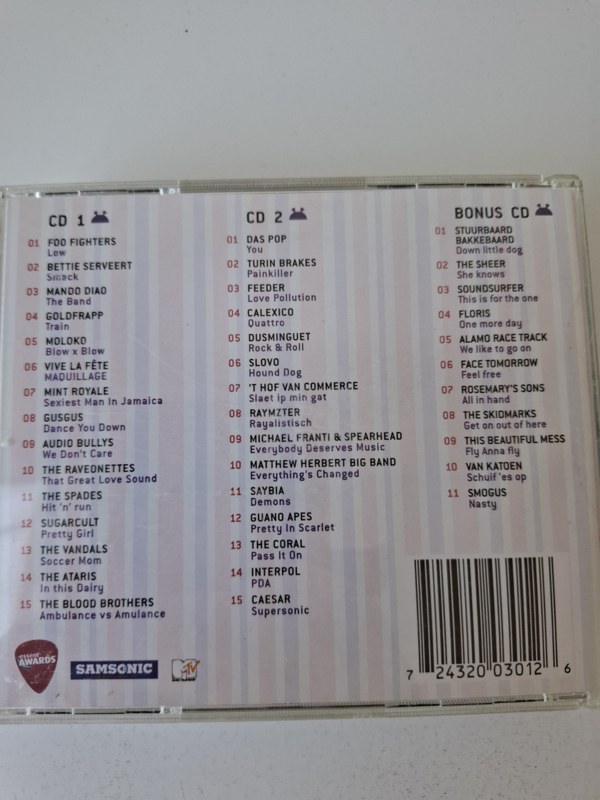 CD 1
01 FOO FIGHTERS
Low
02 BETTIE SERVEERT
Smack
03 MANDO DIAO
The Band
04 GOLDFRAPP
Train
05 MOLOKO
Blow x Blow
06 VIVE LA FÊTE
MAQUILLAGE
07 MINT ROYALE
Sexiest Man In Jamaica
08 GUSGUS
Dance You Down
09 AUDIO BULLYS
We Don't Care
10 THE RAVEONETTES
That Great Love Sound
11 THE SPADES
Hit 'n' run
12 SUGARCULT
Pretty Girl
13 THE VANDALS
Soccer Mom
14 THE ATARIS
In this Dairy
15 THE BLOOD BROTHERS
Ambulance vs Amulance
CD 2
01 DAS POP
You
02 TURIN BRAKES
Painkiller
03 FEEDER
Love Pollution
04 CALEXICO
Quattro
05 DUSMINGUET
Rock & Roll
06 SLOVO
Hound Dog
07 'T HOF VAN COMMERCE
Slaet ip min gat
08 RAYMZTER
Rayalistisch
09 MICHAEL FRANTI & SPEARHEAD
Everybody Deserves Music
10 MATTHEW HERBERT BIG BAND
Everything's Changed
11 SAYBIA
Demons
12 GUANO APES
Pretty In Scarlet
13 THE CORAL
Pass It On
14 INTERPOL
PDA
15 CAESAR
Supersonic
BONUS CD
01 STUURBAARD
BAKKEBAARD
Down little dog
02 THE SHEER
She knows
03 SOUNDSURFER
This is for the one
04 FLORIS
One more day
05 ALAMO RACE TRACK
We like to go on
06 FACE TOMORROW
Feel free
07 ROSEMARY'S SONS
All in hand
08 THE SKIDMARKS
Get on out of here
09 THIS BEAUTIFUL MESS
Fly Anna fly
10 VAN KATOEN
Schuif 'es op
11 SMOGUS
Nasty
essent
AWARDS
SAMSONIC
MTV
7 24320 03012 6